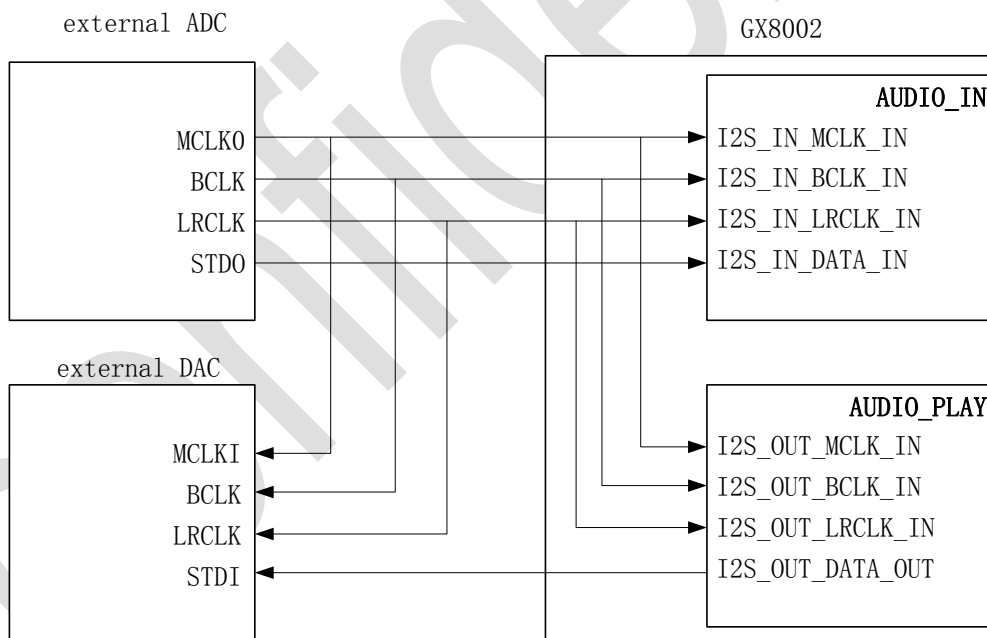 external ADC
GX8002
AUDIO_IN
MCLKO
I2S_IN_MCLK_IN
BCLK
I2S_IN_BCLK_IN
LRCLK
I2S_IN_LRCLK_IN
STDO
I2S_IN_DATA_IN
external DAC
AUDIO_PLAY
MCLKI
I2S_OUT_MCLK_IN
BCLK
I2S_OUT_BCLK_IN
LRCLK
I2S_OUT_LRCLK_IN
STDI
I2S_OUT_DATA_OUT